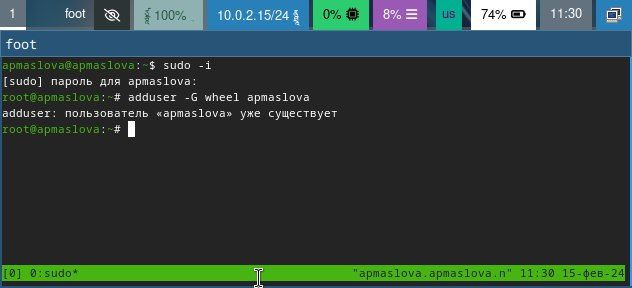 1 foot 100% 10.0.2.15/24 0% 8% us 74% 11:30
foot
apmaslova@apmaslova:~$ sudo -i
[sudo] пароль для apmaslova:
root@apmaslova:~# adduser -G wheel apmaslova
adduser: пользователь «apmaslova» уже существует
root@apmaslova:~#
[0] 0:sudo* "apmaslova.apmaslova.n" 11:30 15-фев-24